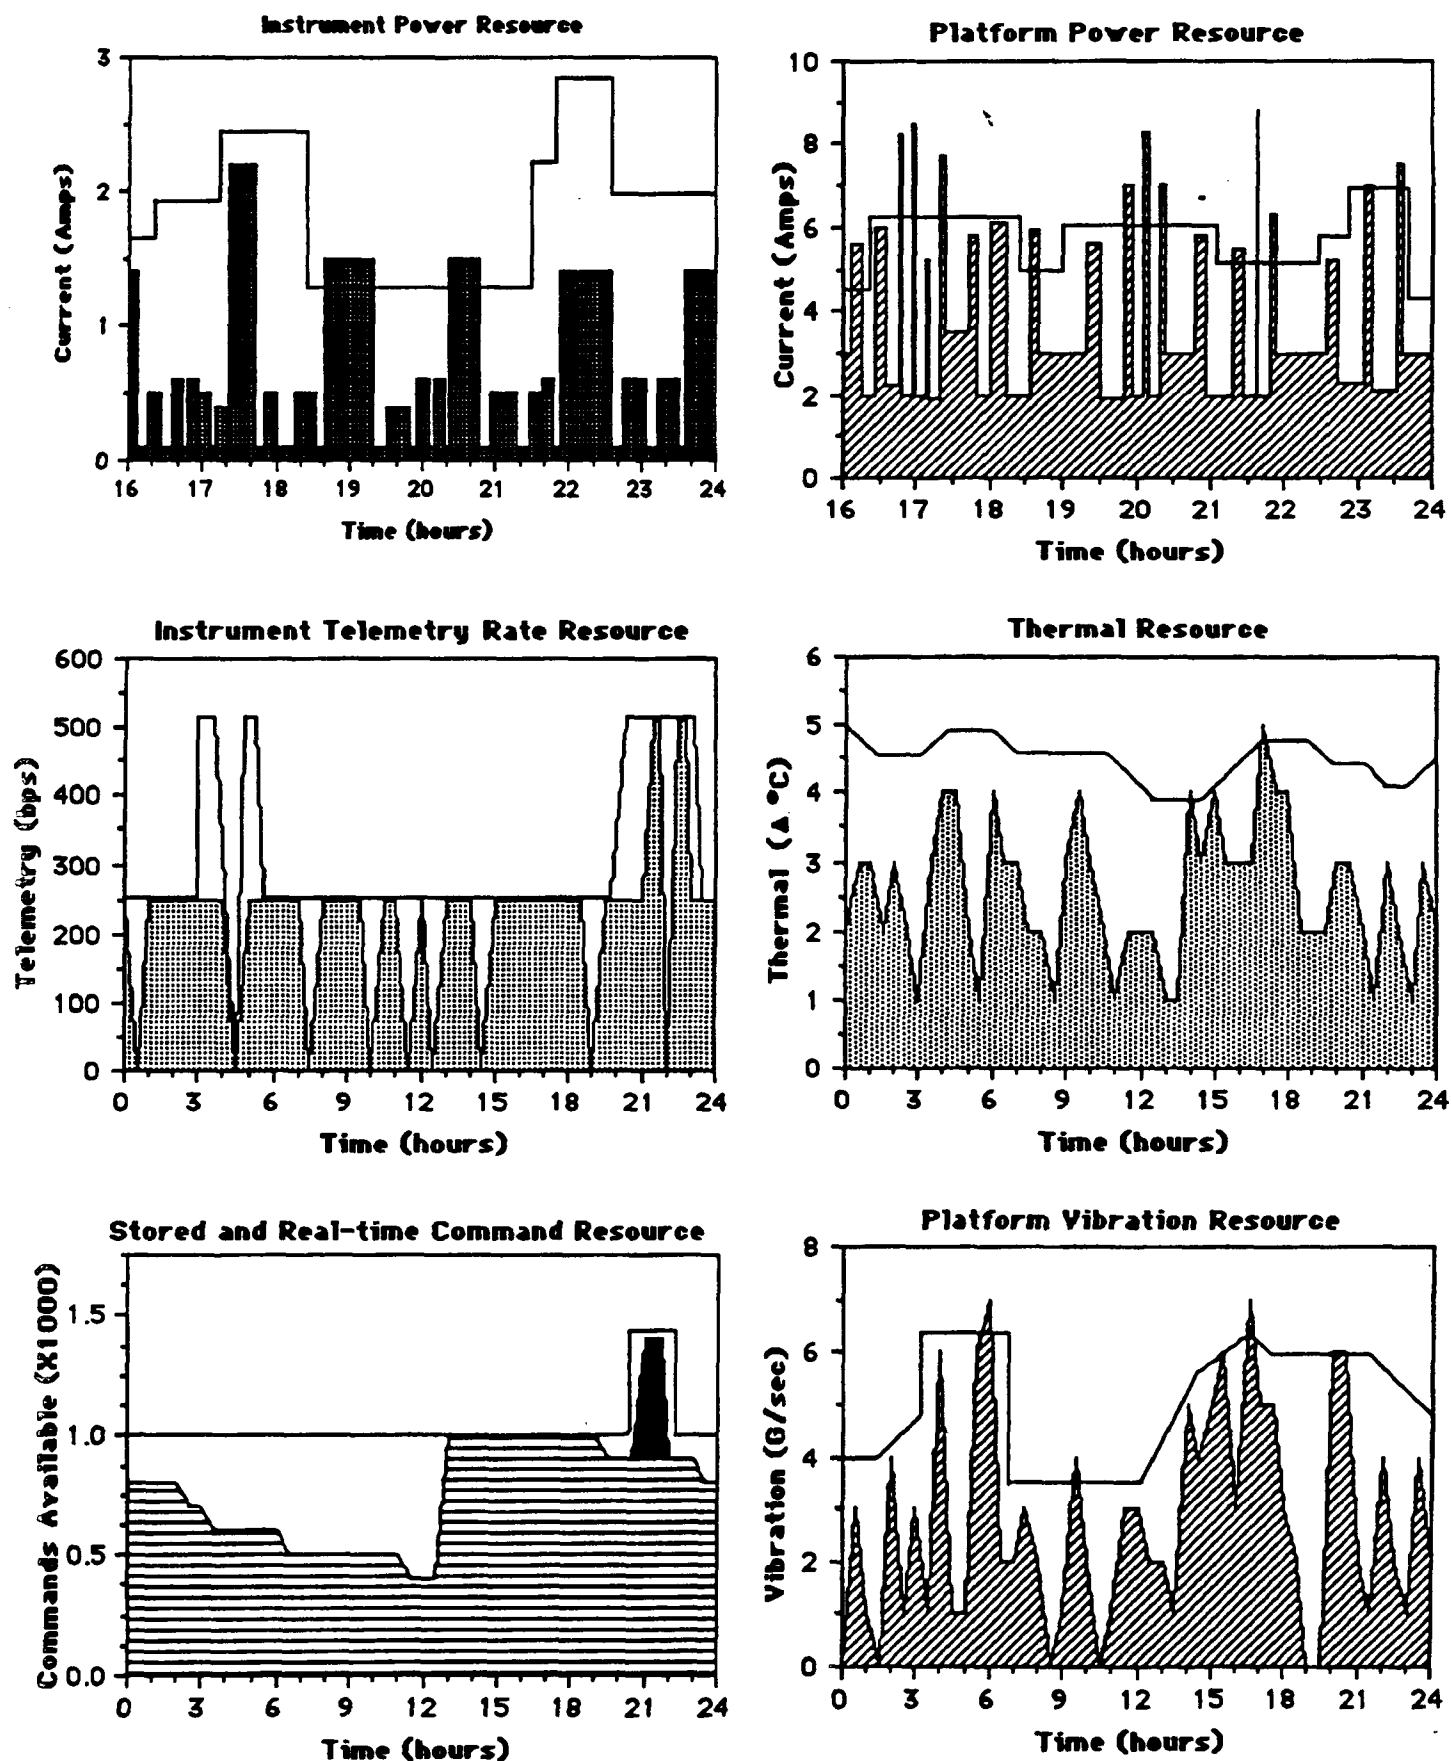 Instrument Power Resource
3
2
1
0
Current (Amps)
16 17 18 19 20 21 22 23 24
Time (hours)
Platform Power Resource
10
8
6
4
2
0
Current (Amps)
16 17 18 19 20 21 22 23 24
Time (hours)
Instrument Telemetry Rate Resource
600
500
400
300
200
100
0
Telemetry (bps)
0 3 6 9 12 15 18 21 24
Time (hours)
Thermal Resource
6
5
4
3
2
1
0
Thermal (Δ °C)
0 3 6 9 12 15 18 21 24
Time (hours)
Stored and Real-time Command Resource
1.5
1.0
0.5
0.0
Commands Available (X1000)
0 3 6 9 12 15 18 21 24
Time (hours)
Platform Vibration Resource
8
6
4
2
0
Vibration (G/sec)
0 3 6 9 12 15 18 21 24
Time (hours)